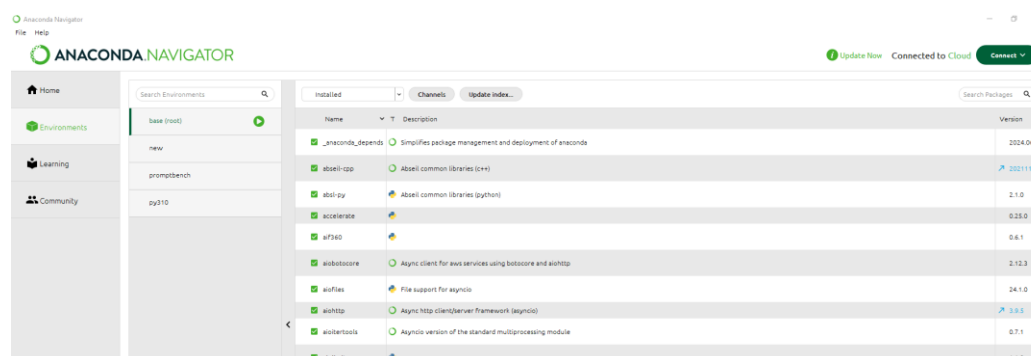 Anaconda Navigator
File Help
ANACONDA.NAVIGATOR
Update Now Connected to Cloud Connect
Home
Environments
Learning
Community
Search Environments
base (root)
new
promptbench
py310
Installed Channels Update index... Search Packages
Name T Description Version
_anaconda_depends Simplifies package management and deployment of anaconda 2024.0
abseil-cpp Abseil common libraries (c++) 202111
absl-py Abseil common libraries (python) 2.1.0
accelerate 0.25.0
aif360 0.6.1
aiobotocore Async client for aws services using botocore and aiohttp 2.12.3
aiofiles File support for asyncio 24.1.0
aiohttp Async http client/server framework (asyncio) 3.9.5
aioitertools Asyncio version of the standard multiprocessing module 0.7.1